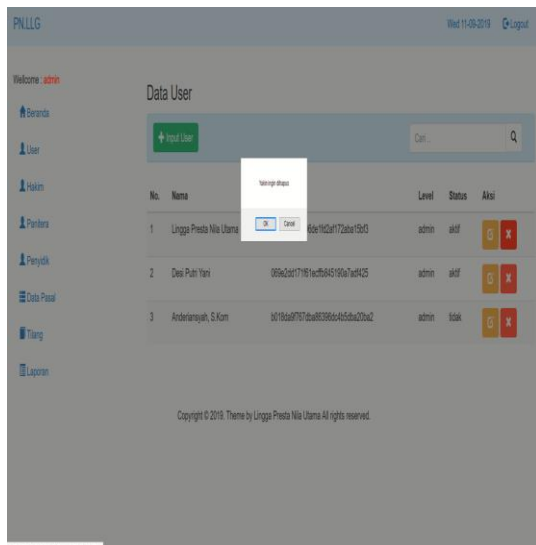 PN.LLG
Wed 11-09-2019 Logout
Wellcome : admin
Beranda
User
Hakim
Panitera
Penyidik
Data Pasal
Tilang
Laporan
Data User
Input User
Cari...
Yakin ingin dihapus
OK Cancel
No. Nama Level Status Aksi
1 Lingga Presta Nila Utama admin aktif
2 Desi Putri Yani admin aktif
3 Anderiansyah, S.Kom admin tidak
Copyright © 2019. Theme by Lingga Presta Nila Utama All rights reserved.